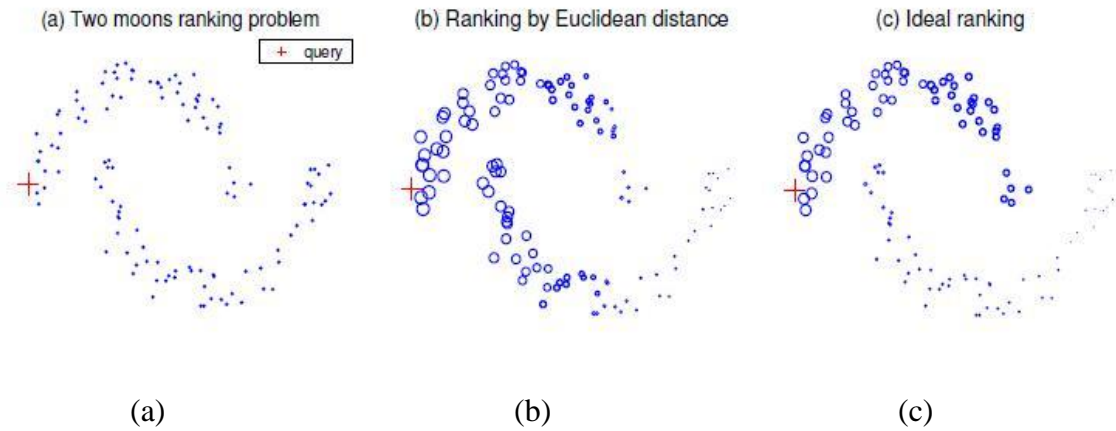 (a) Two moons ranking problem
query
(b) Ranking by Euclidean distance
(c) Ideal ranking
(a)
(b)
(c)